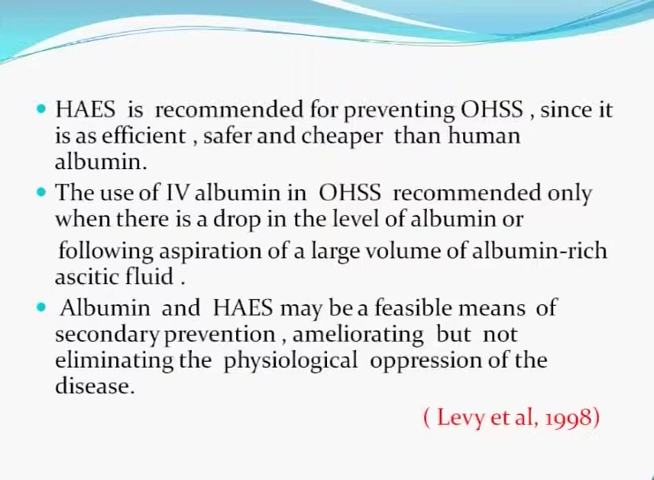 • HAES is recommended for preventing OHSS , since it
is as efficient , safer and cheaper than human
albumin.
• The use of IV albumin in OHSS recommended only
when there is a drop in the level of albumin or
following aspiration of a large volume of albumin-rich
ascitic fluid .
• Albumin and HAES may be a feasible means of
secondary prevention , ameliorating but not
eliminating the physiological oppression of the
disease.
( Levy et al, 1998)